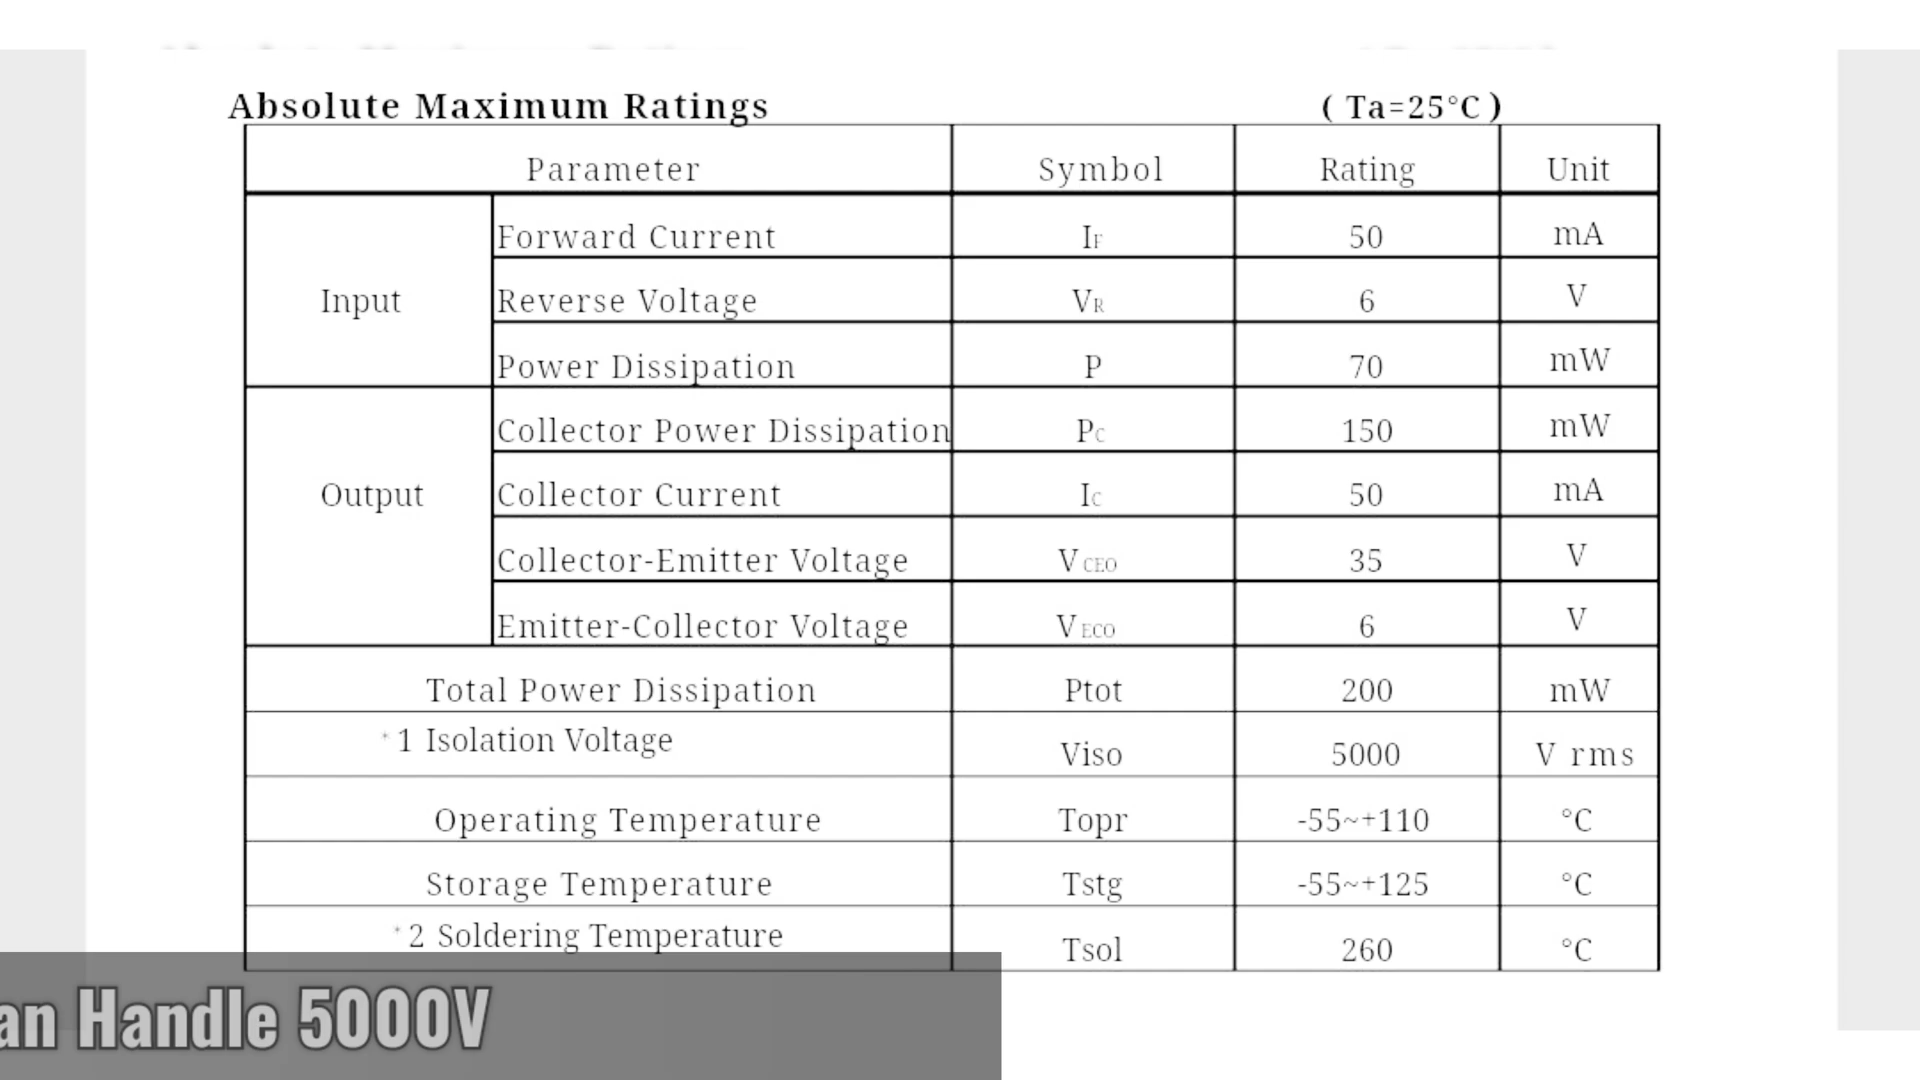 Absolute Maximum Ratings ( Ta=25°C )
Parameter Symbol Rating Unit
Input Forward Current IF 50 mA
Reverse Voltage VR 6 V
Power Dissipation P 70 mW
Output Collector Power Dissipation PC 150 mW
Collector Current IC 50 mA
Collector-Emitter Voltage VCEO 35 V
Emitter-Collector Voltage VECO 6 V
Total Power Dissipation Ptot 200 mW
*1 Isolation Voltage Viso 5000 V rms
Operating Temperature Topr -55~+110 °C
Storage Temperature Tstg -55~+125 °C
*2 Soldering Temperature Tsol 260 °C
an Handle 5000V